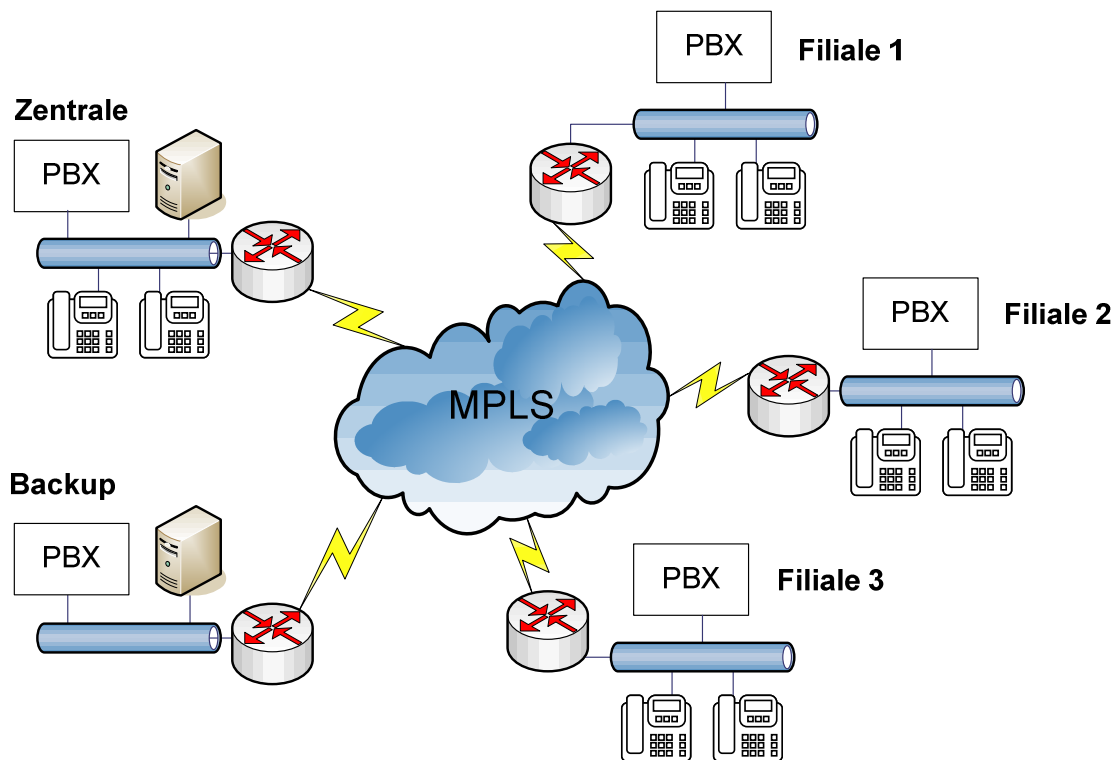 PBX
Filiale 1
Zentrale
PBX
PBX
Filiale 2
MPLS
Backup
PBX
PBX
Filiale 3